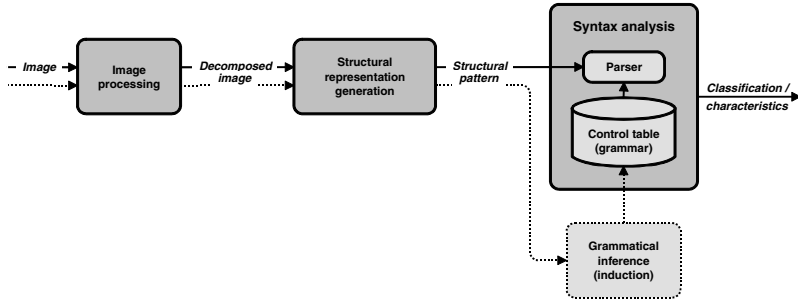 Syntax analysis
Image
Image
processing
Decomposed
image
Structural
representation
generation
Structural
pattern
Parser
Control table
(grammar)
Classification /
characteristics
Grammatical
inference
(induction)